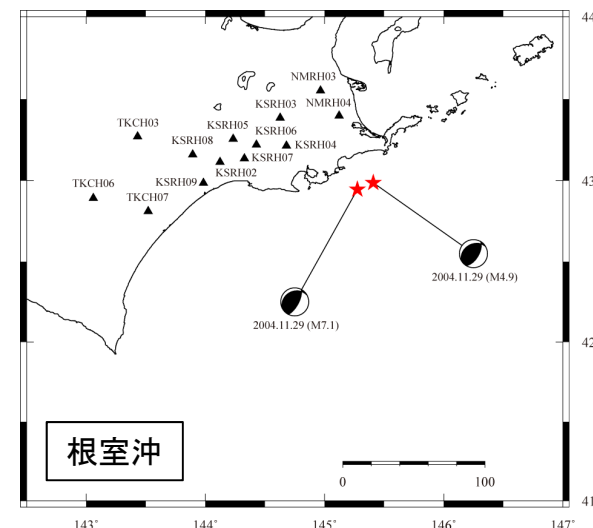 44
NMRH03
KSRH03
NMRH04
TKCH03
KSRH05
KSRH06
KSRH08
KSRH04
KSRH07
KSRH02
43
TKCH06
KSRH09
TKCH07
2004.11.29 (M4.9)
2004.11.29 (M7.1)
42
根室沖
0
100
41
143˚
144˚
145˚
146˚
147˚